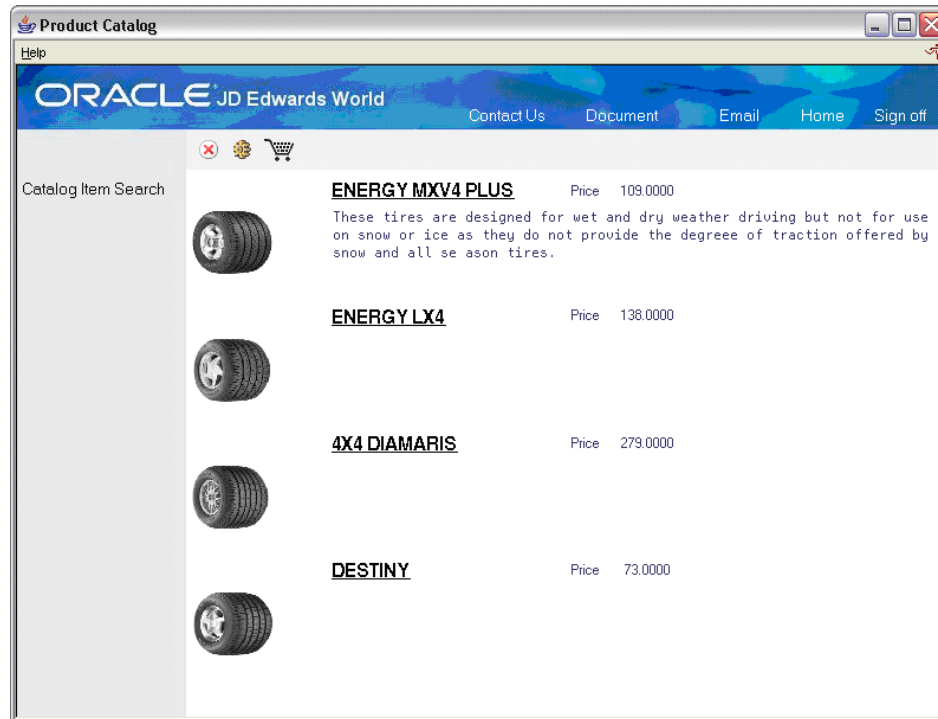 Product Catalog
Help
ORACLE JD Edwards World
Contact Us Document Email Home Sign off
Catalog Item Search
ENERGY MXV4 PLUS Price 109.0000
These tires are designed for wet and dry weather driving but not for use
on snow or ice as they do not provide the degreee of traction offered by
snow and all se ason tires.
ENERGY LX4 Price 138.0000
4X4 DIAMARIS Price 279.0000
DESTINY Price 73.0000